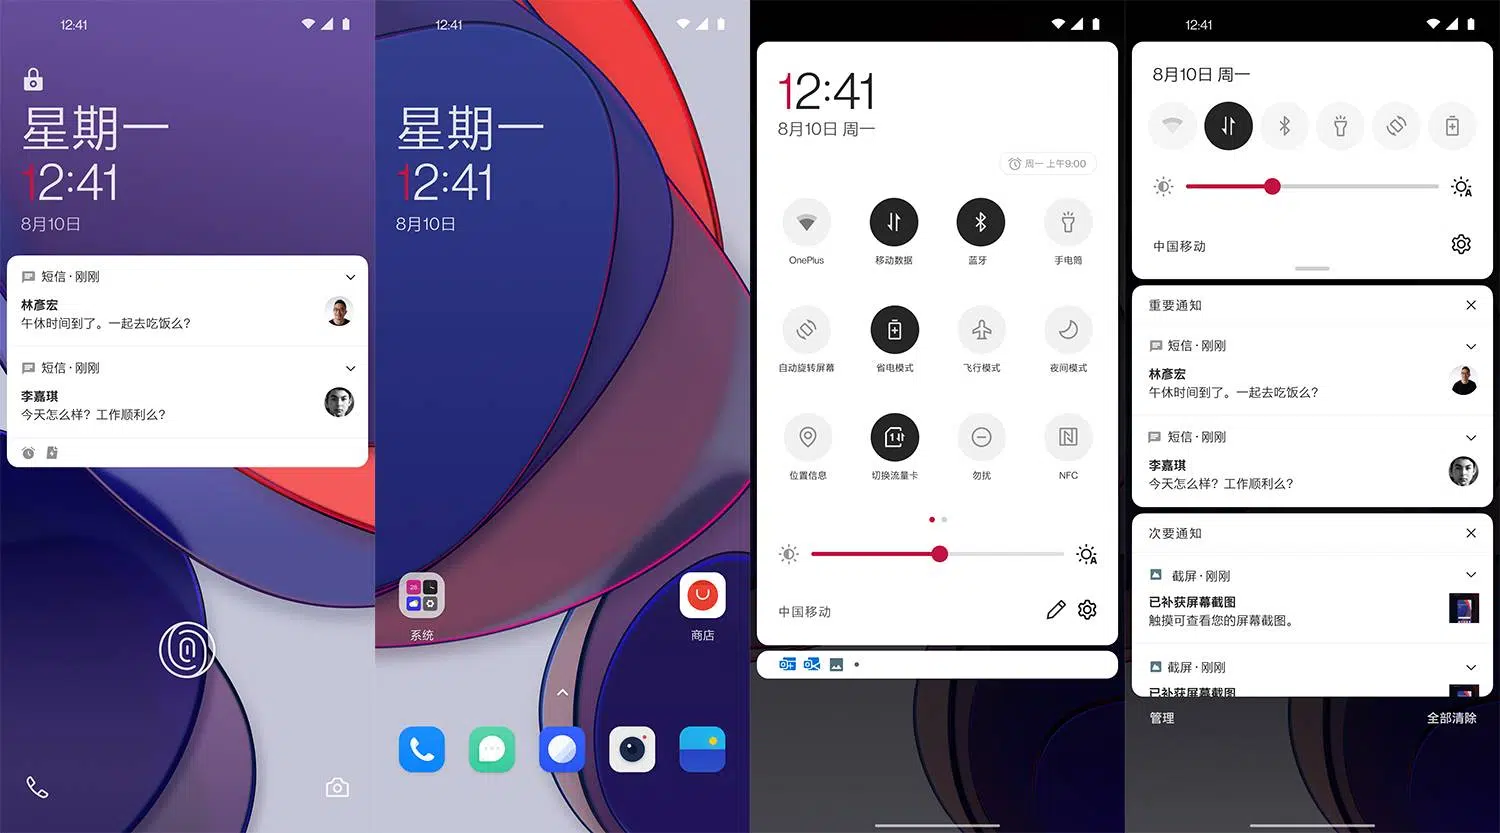 12:41
星期一
12:41
8月10日
短信 · 刚刚
林彥宏
午休时间到了。一起去吃饭么?
短信 · 刚刚
李嘉琪
今天怎么样? 工作顺利么?
12:41
星期一
12:41
8月10日
28
系统
商店
12:41
8月10日 周一
周一 上午9:00
OnePlus
移动数据
蓝牙
手电筒
自动旋转屏幕
省电模式
飞行模式
夜间模式
1
位置信息
切换流量卡
勿扰
NFC
A
中国移动
12:41
8月10日 周一
A
中国移动
重要通知
短信 · 刚刚
林彥宏
午休时间到了。一起去吃饭么?
短信 · 刚刚
李嘉琪
今天怎么样? 工作顺利么?
次要通知
截屏 · 刚刚
已补获屏幕截图
触摸可查看您的屏幕截图。
截屏 · 刚刚
已补获屏幕截图
管理
全部清除